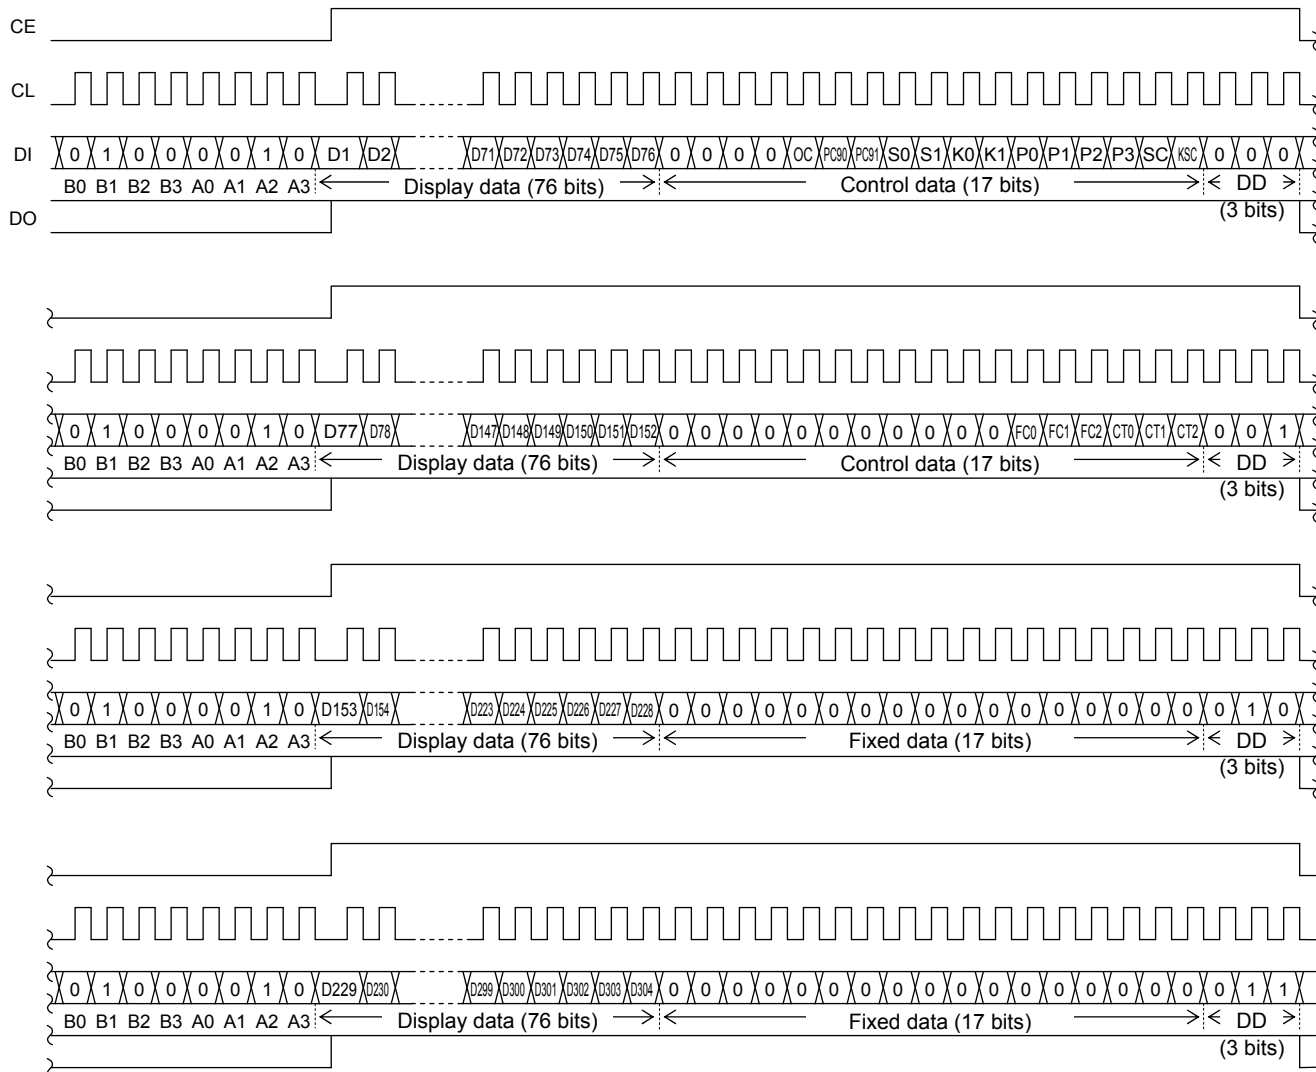 CE
CL
DI 0 1 0 0 0 0 1 0 D1 D2 D71 D72 D73 D74 D75 D76 0 0 0 0 OC PC90 PC91 S0 S1 K0 K1 P0 P1 P2 P3 SC KSC 0 0 0
B0 B1 B2 B3 A0 A1 A2 A3 Display data (76 bits) Control data (17 bits) DD
DO (3 bits)
0 1 0 0 0 0 1 0 D77 D78 D147 D148 D149 D150 D151 D152 0 0 0 0 0 0 0 0 0 0 0 FC0 FC1 FC2 CT0 CT1 CT2 0 0 1
B0 B1 B2 B3 A0 A1 A2 A3 Display data (76 bits) Control data (17 bits) DD
(3 bits)
0 1 0 0 0 0 1 0 D153 D154 D223 D224 D225 D226 D227 D228 0 0 0 0 0 0 0 0 0 0 0 0 0 0 0 0 0 0 1 0
B0 B1 B2 B3 A0 A1 A2 A3 Display data (76 bits) Fixed data (17 bits) DD
(3 bits)
0 1 0 0 0 0 1 0 D229 D230 D299 D300 D301 D302 D303 D304 0 0 0 0 0 0 0 0 0 0 0 0 0 0 0 0 0 0 1 1
B0 B1 B2 B3 A0 A1 A2 A3 Display data (76 bits) Fixed data (17 bits) DD
(3 bits)